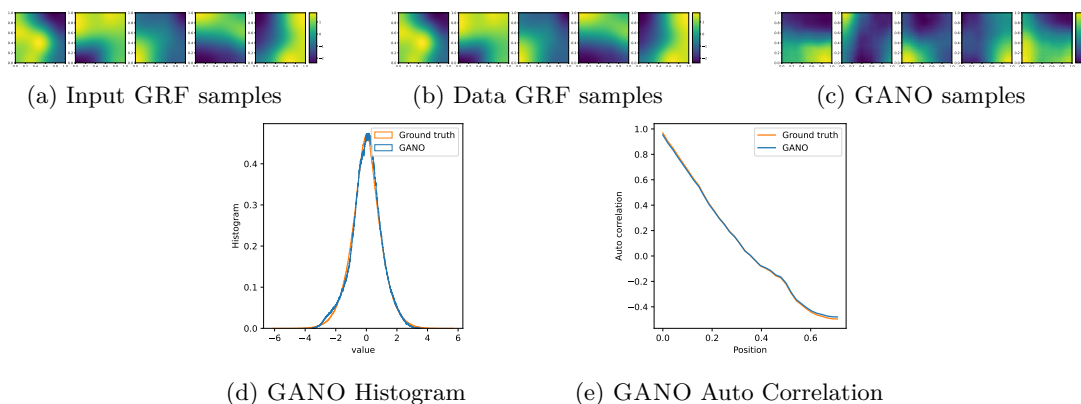 (a) Input GRF samples
(b) Data GRF samples
(c) GANO samples
Ground truth
GANO
Histogram
0.4
0.3
0.2
0.1
0.0
−6 −4 −2 0 2 4 6
value
(d) GANO Histogram
Ground truth
GANO
Auto correlation
1.0
0.8
0.6
0.4
0.2
0.0
−0.2
−0.4
0.0 0.2 0.4 0.6
Position
(e) GANO Auto Correlation